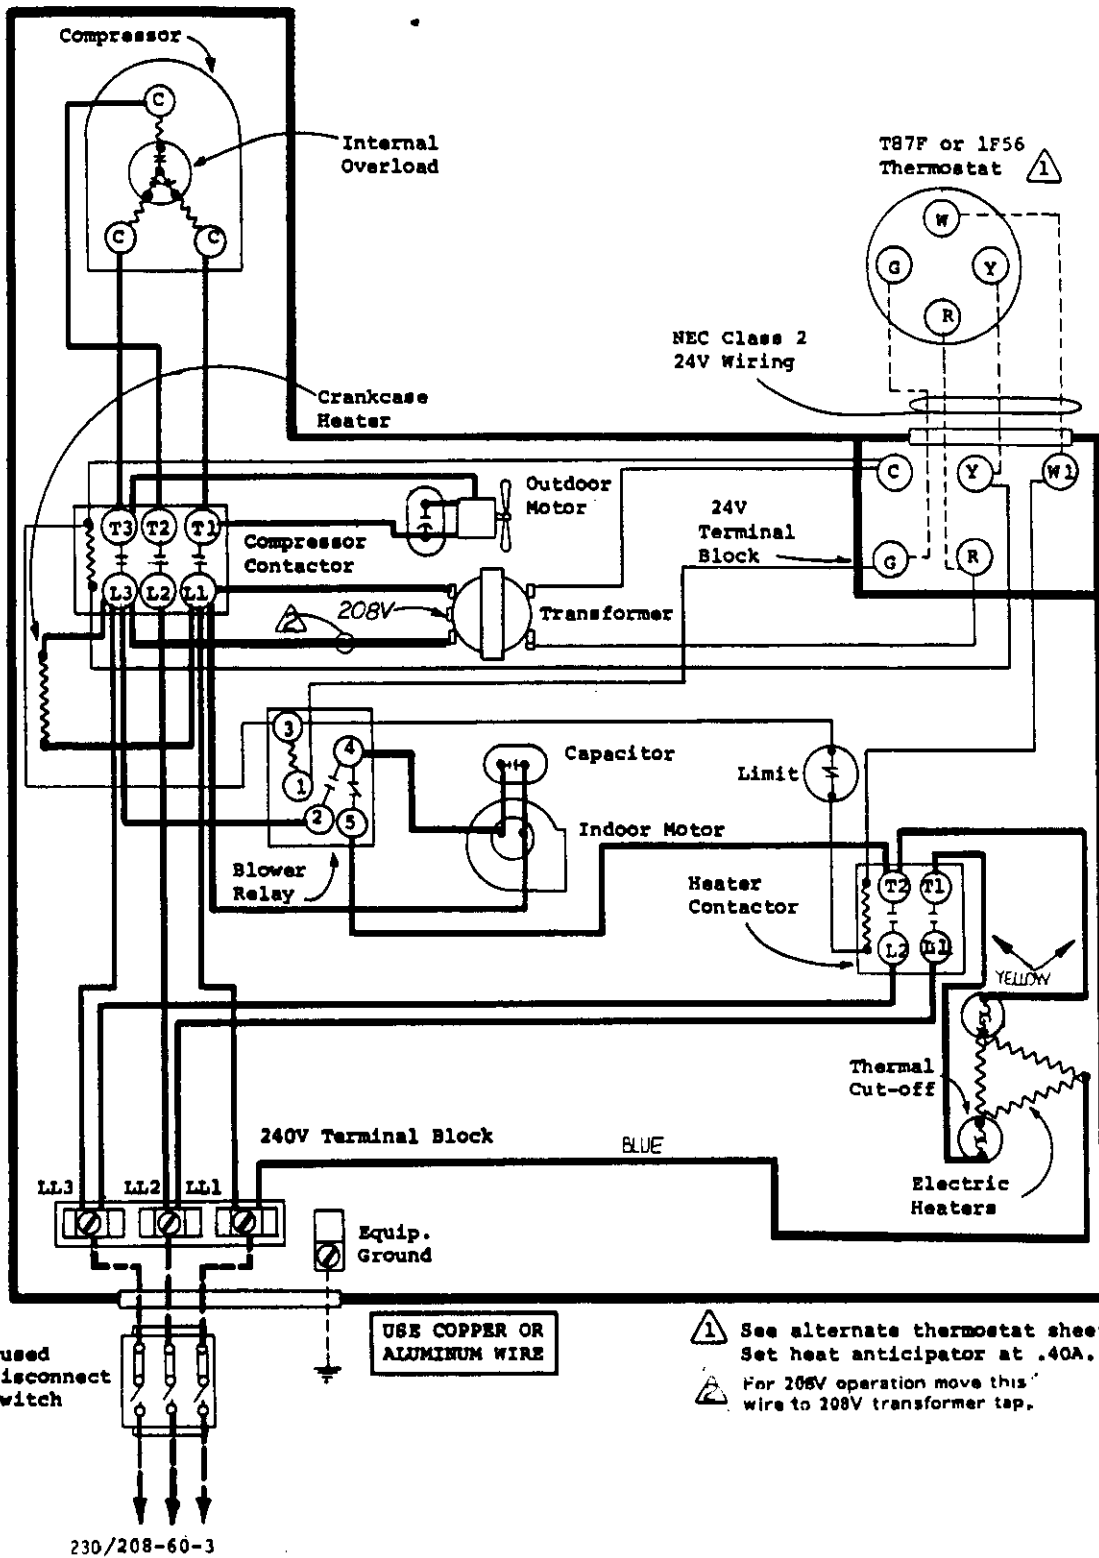 Compressor
C
Internal
Overload
C
C
T87F or 1F56
Thermostat
1
W
G
Y
R
NEC Class 2
24V Wiring
Crankcase
Heater
C
Y
W1
Outdoor
Motor
24V
Terminal
Block
G
R
T3
T2
T1
Compressor
Contactor
L3
L2
L1
2
208V
Transformer
3
4
1
2
5
Capacitor
Limit
Indoor Motor
Blower
Relay
Heater
Contactor
T2
T1
L2
L1
YELLOW
Thermal
Cut-off
240V Terminal Block
BLUE
Electric
Heaters
LL3
LL2
LL1
Equip.
Ground
USE COPPER OR
ALUMINUM WIRE
1
See alternate thermostat shee
Set heat anticipator at .40A.
2
For 208V operation move this
wire to 208V transformer tap.
used
isconnect
witch
230/208-60-3